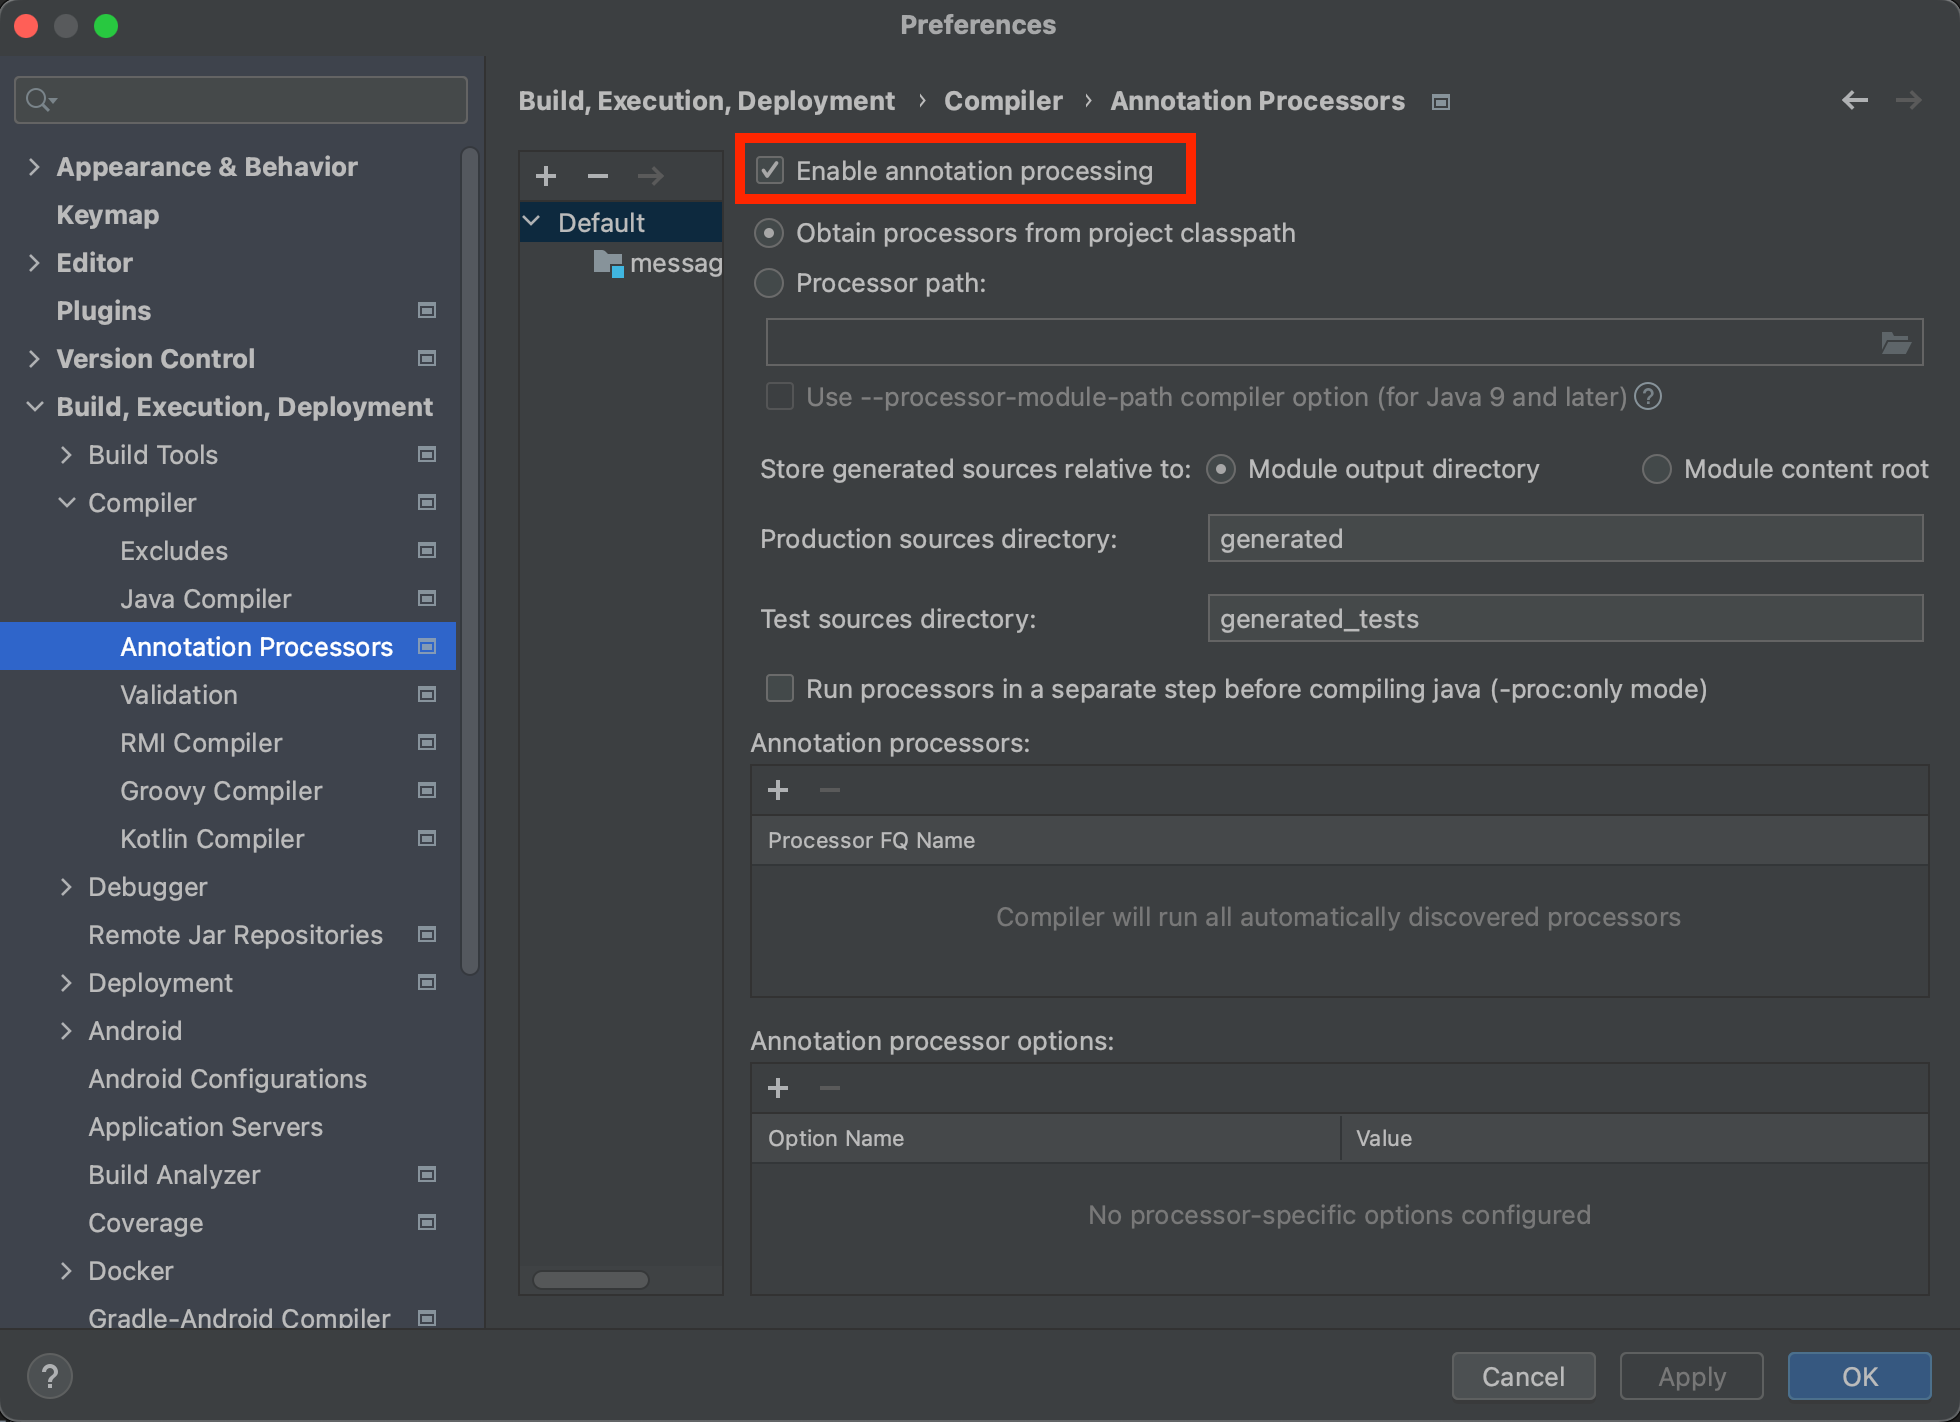 Preferences
Build, Execution, Deployment › Compiler › Annotation Processors
Appearance & Behavior
Keymap
Editor
Plugins
Version Control
Build, Execution, Deployment
Build Tools
Compiler
Excludes
Java Compiler
Annotation Processors
Validation
RMI Compiler
Groovy Compiler
Kotlin Compiler
Debugger
Remote Jar Repositories
Deployment
Android
Android Configurations
Application Servers
Build Analyzer
Coverage
Docker
Gradle-Android Compiler
Default
messag
Enable annotation processing
Obtain processors from project classpath
Processor path:
Use --processor-module-path compiler option (for Java 9 and later) ?
Store generated sources relative to: Module output directory Module content root
Production sources directory: generated
Test sources directory: generated_tests
Run processors in a separate step before compiling java (-proc:only mode)
Annotation processors:
Processor FQ Name
Compiler will run all automatically discovered processors
Annotation processor options:
Option Name Value
No processor-specific options configured
? Cancel Apply OK